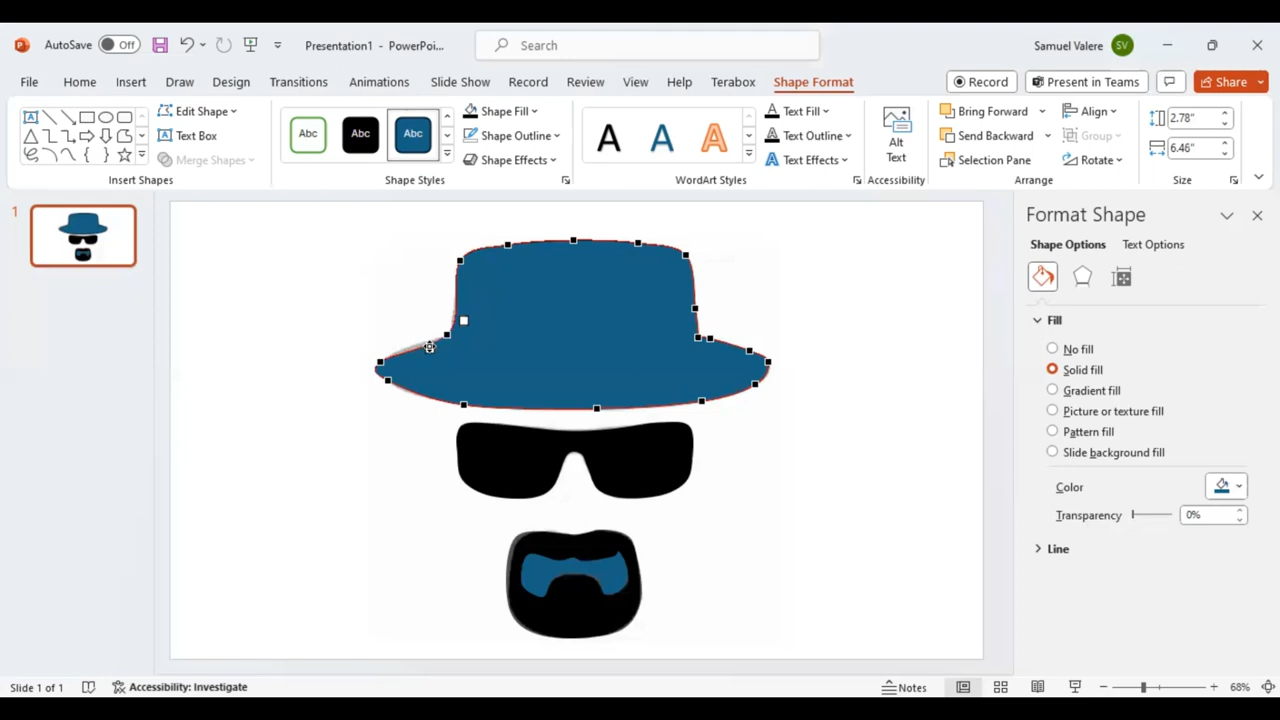 AutoSave Off Presentation1 - PowerPoi... Search Samuel Valere SV
File Home Insert Draw Design Transitions Animations Slide Show Record Review View Help Terabox Shape Format Record Present in Teams Share
Edit Shape Abc Abc Abc Shape Fill A A A Text Fill Bring Forward Align 2.78"
Text Box Shape Outline Text Outline Alt Text Send Backward Group 6.46"
Merge Shapes Shape Effects Text Effects Selection Pane Rotate
Insert Shapes Shape Styles WordArt Styles Accessibility Arrange Size
1
Format Shape
Shape Options Text Options
Fill
No fill
Solid fill
Gradient fill
Picture or texture fill
Pattern fill
Slide background fill
Color
Transparency 0%
Line
Slide 1 of 1 Accessibility: Investigate Notes 68%